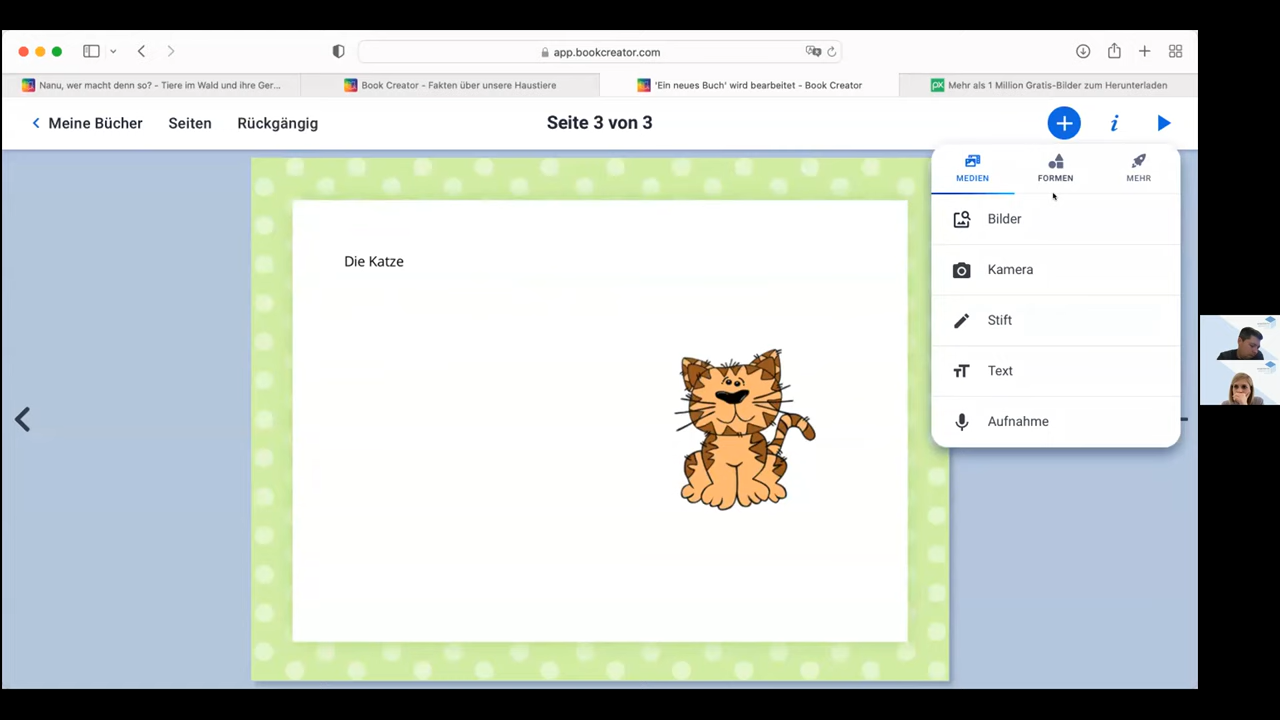 app.bookcreator.com
Nanu, wer macht denn so? - Tiere im Wald und ihre Ger...
Book Creator - Fakten über unsere Haustiere
'Ein neues Buch' wird bearbeitet - Book Creator
Mehr als 1 Million Gratis-Bilder zum Herunterladen
Meine Bücher
Seiten
Rückgängig
Seite 3 von 3
MEDIEN
FORMEN
MEHR
Bilder
Kamera
Stift
Text
Aufnahme
Die Katze